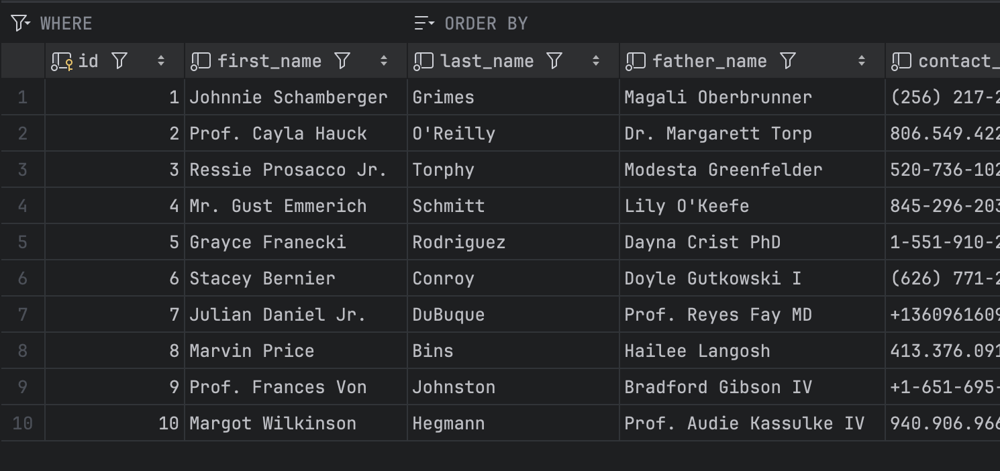 WHERE ORDER BY
id first_name last_name father_name contact_
1 1 Johnnie Schamberger Grimes Magali Oberbrunner (256) 217-2
2 2 Prof. Cayla Hauck O'Reilly Dr. Margarett Torp 806.549.422
3 3 Ressie Prosacco Jr. Torphy Modesta Greenfelder 520-736-102
4 4 Mr. Gust Emmerich Schmitt Lily O'Keefe 845-296-203
5 5 Grayce Franecki Rodriguez Dayna Crist PhD 1-551-910-2
6 6 Stacey Bernier Conroy Doyle Gutkowski I (626) 771-2
7 7 Julian Daniel Jr. DuBuque Prof. Reyes Fay MD +1360961609
8 8 Marvin Price Bins Hailee Langosh 413.376.091
9 9 Prof. Frances Von Johnston Bradford Gibson IV +1-651-695-
10 10 Margot Wilkinson Hegmann Prof. Audie Kassulke IV 940.906.966